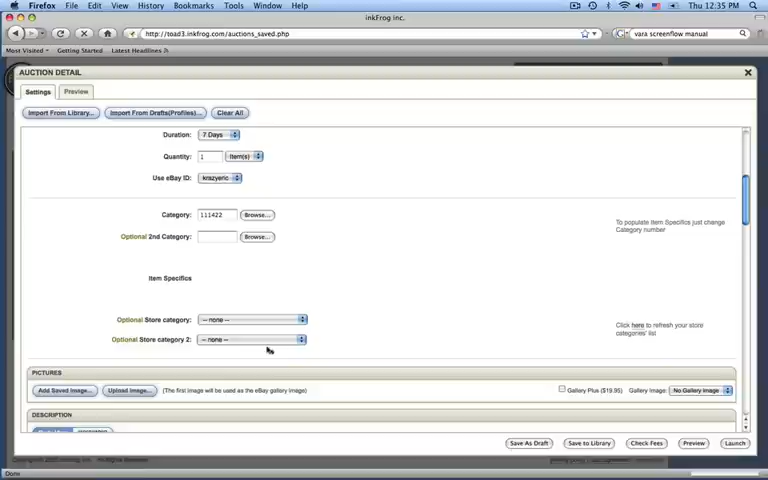 Firefox File Edit View History Bookmarks Tools Window Help Thu 12:35 PM
inkFrog inc.
http://toad3.inkfrog.com/auctions_saved.php vara screenflow manual
Most Visited Getting Started Latest Headlines
AUCTION DETAIL
Settings Preview
Import From Library... Import From Drafts(Profiles)... Clear All
Duration: 7 Days
Quantity: 1 Item(s)
Use eBay ID: krazyeric
Category: 111422 Browse...
To populate Item Specifics just change
Category number
Optional 2nd Category: Browse...
Item Specifics
Optional Store category: -- none --
Click here to refresh your store
categories' list
Optional Store category 2: -- none --
PICTURES
Add Saved Image... Upload Image... (The first image will be used as the eBay gallery image) Gallery Plus ($19.95) Gallery Image: No Gallery Image
DESCRIPTION
Save As Draft Save to Library Check Fees Preview Launch
Done